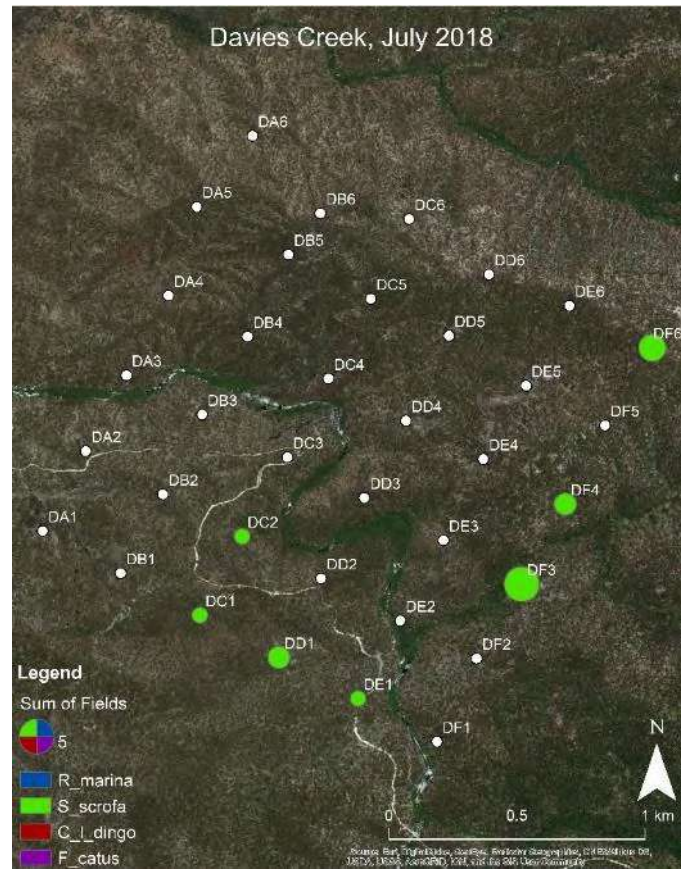 Davies Creek, July 2018
DA6
DA5
DB6
DC6
DB5
DD6
DA4
DC5
DE6
DB4
DD5
DF6
DA3
DC4
DE5
DB3
DD4
DF5
DA2
DC3
DE4
DB2
DD3
DF4
DA1
DC2
DE3
DB1
DD2
DF3
DC1
DE2
DD1
DF2
DE1
DF1
Legend
Sum of Fields
5
R_marina
S_scrofa
C_l_dingo
F_catus
N
0 0.5 1 km